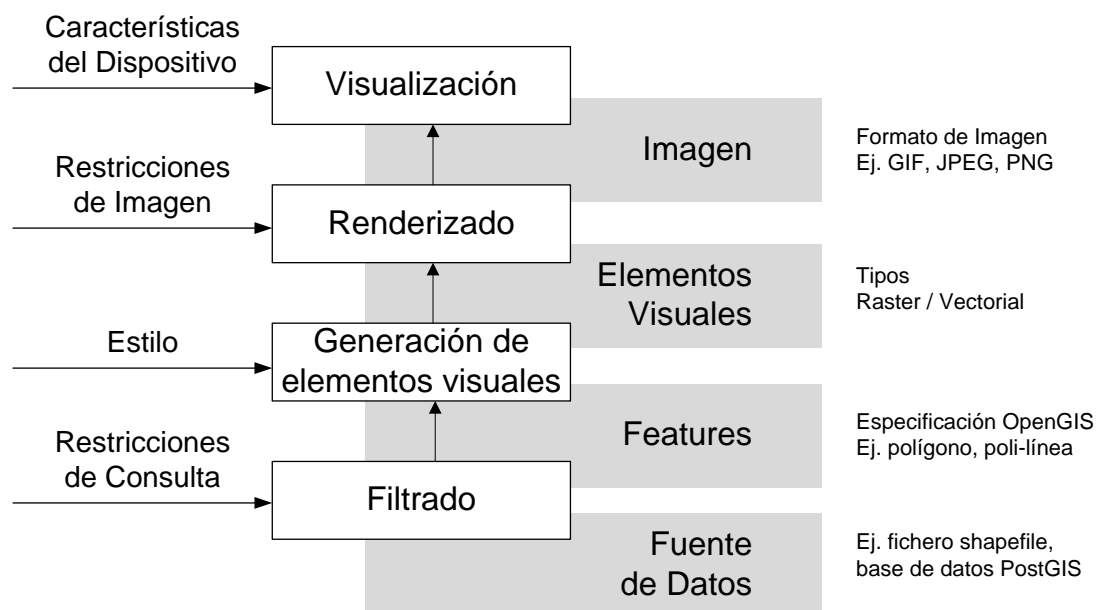 Características
del Dispositivo
Visualización
Imagen
Formato de Imagen
Ej. GIF, JPEG, PNG
Restricciones
de Imagen
Renderizado
Elementos
Visuales
Tipos
Raster / Vectorial
Estilo
Generación de
elementos visuales
Features
Especificación OpenGIS
Ej. polígono, poli-línea
Restricciones
de Consulta
Filtrado
Fuente
de Datos
Ej. fichero shapefile,
base de datos PostGIS